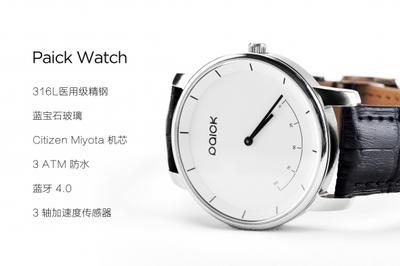 Paick Watch
316L医用级精钢
蓝宝石玻璃
Citizen Miyota 机芯
3 ATM 防水
蓝牙 4.0
3 轴加速度传感器
PAICK